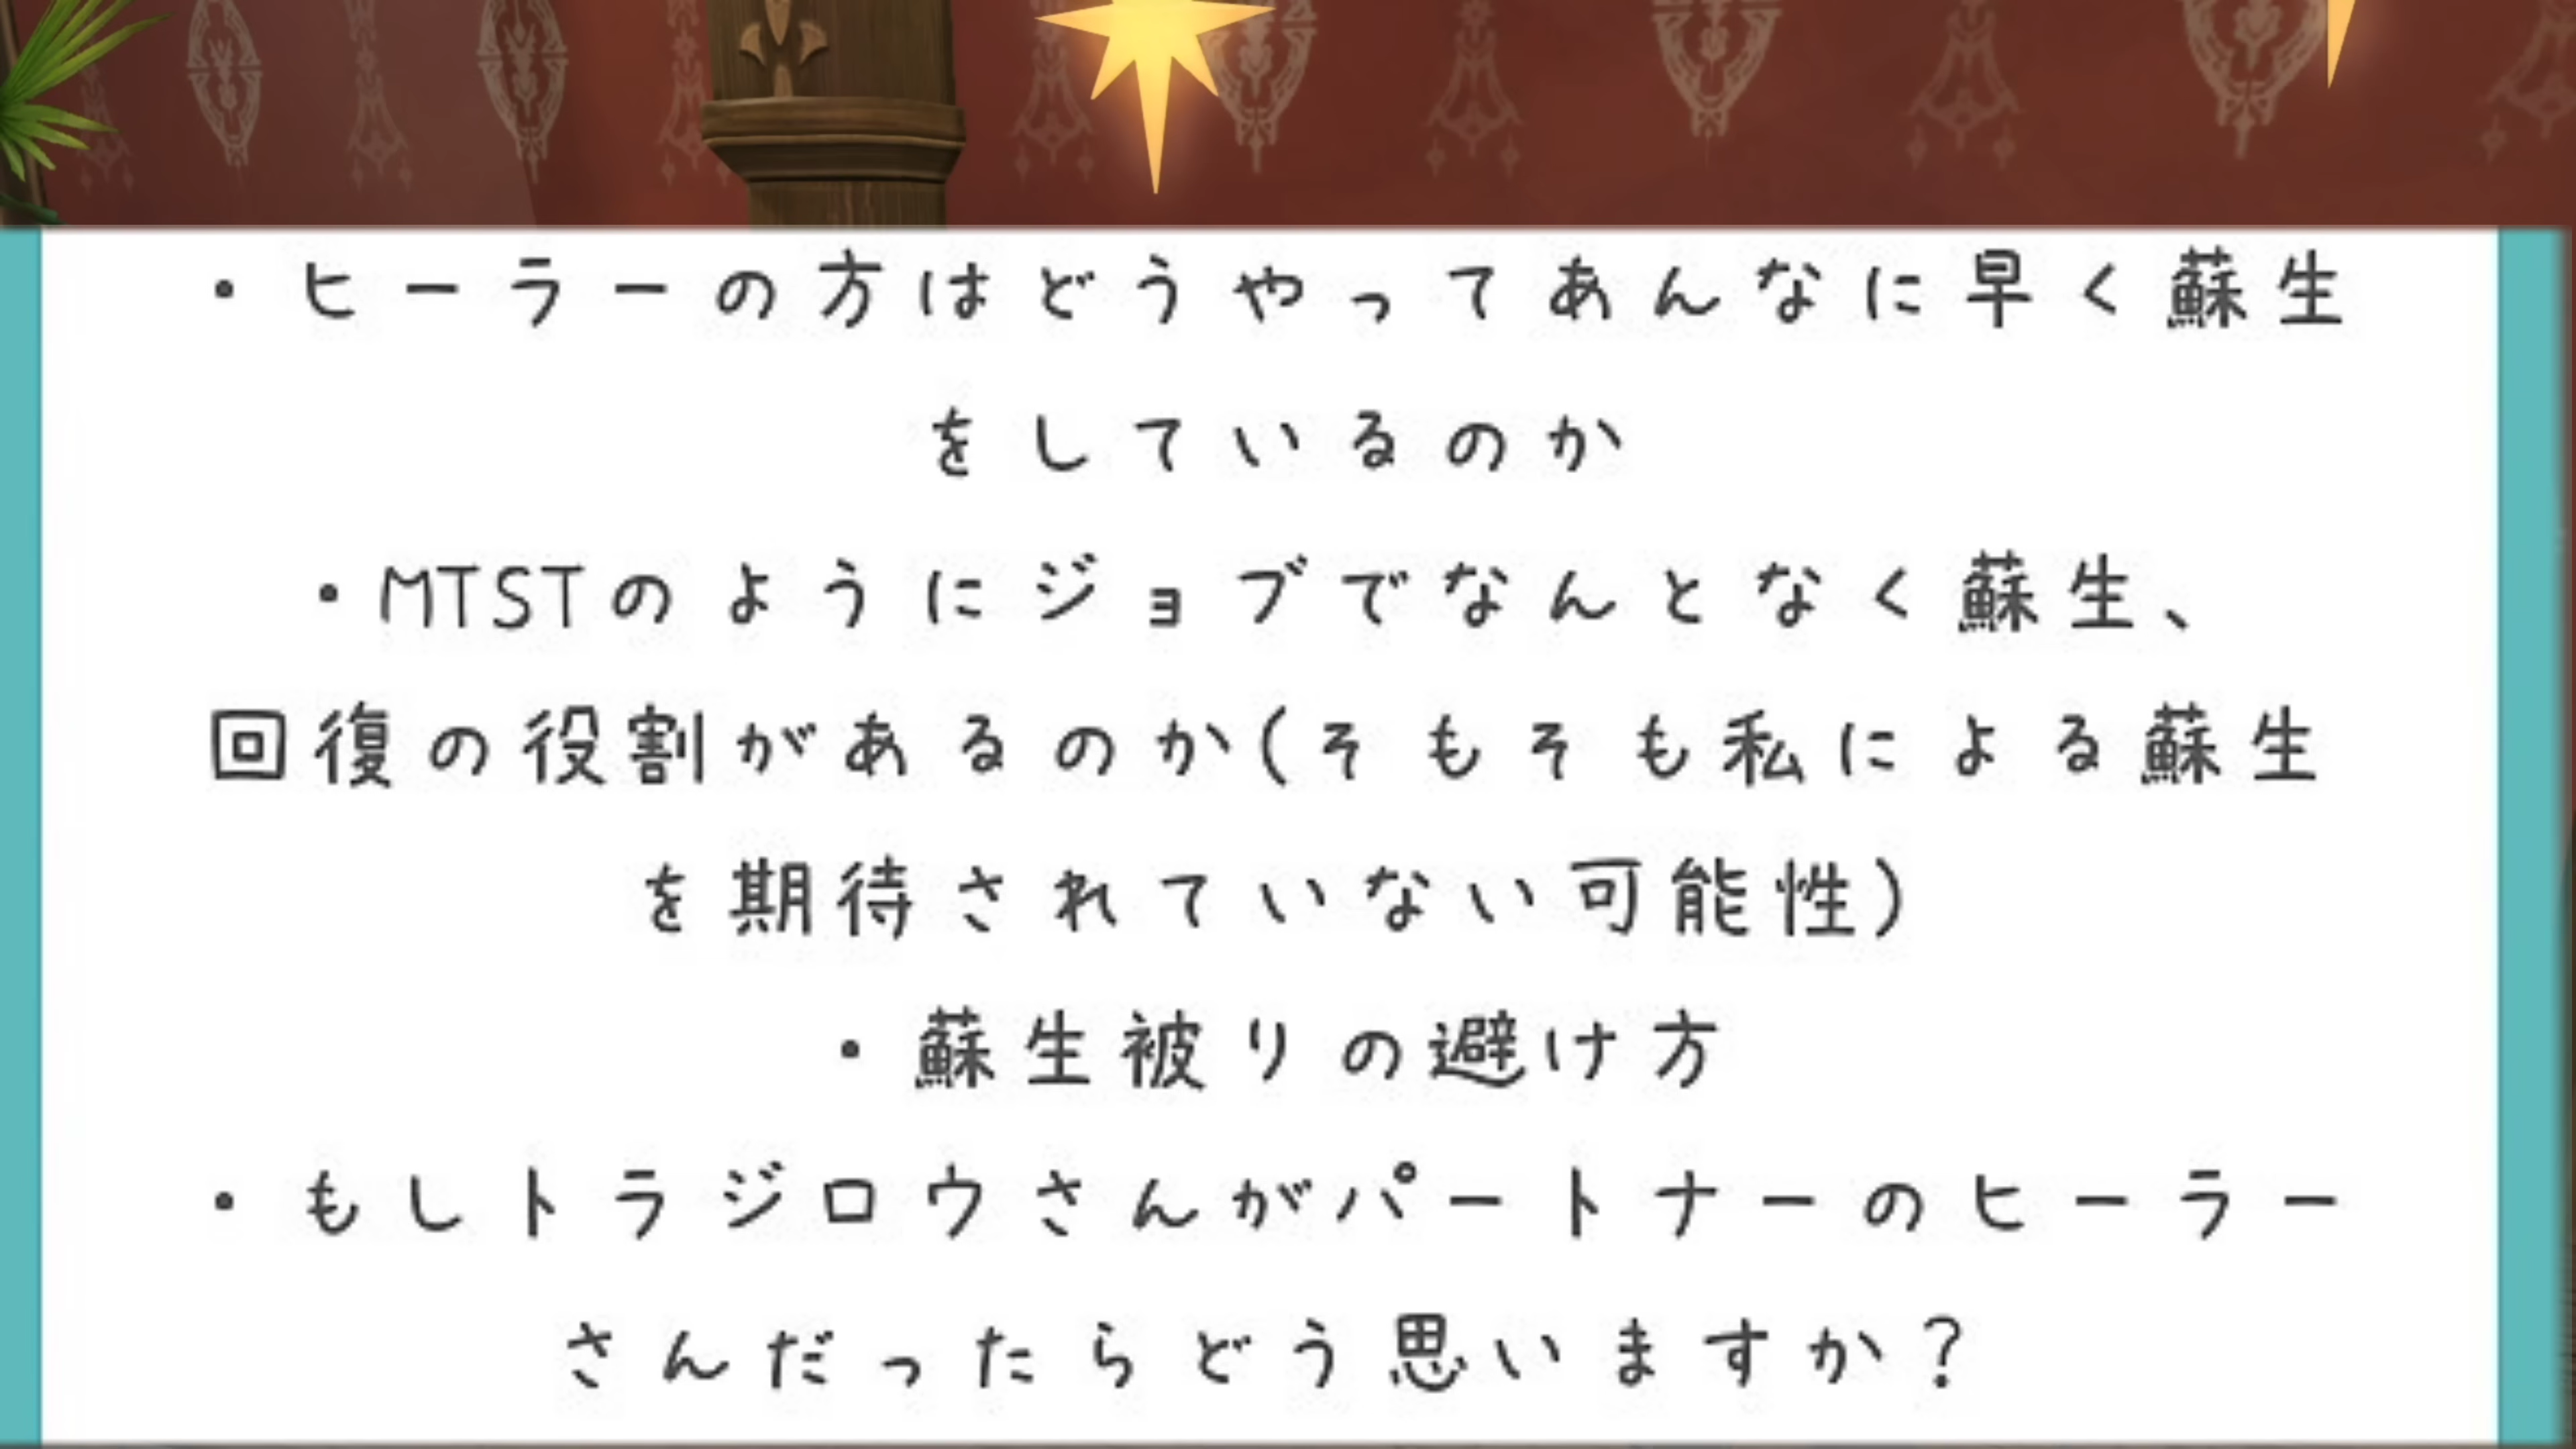 ・ヒーラーの方はどうやってあんなに早く蘇生
をしているのか
・MTSTのようにジョブでなんとなく蘇生、
回復の役割があるのか(そもそも私による蘇生
を期待されていない可能性)
・蘇生被りの避け方
・もしトラジロウさんがパートナーのヒーラー
さんだったらどう思いますか?